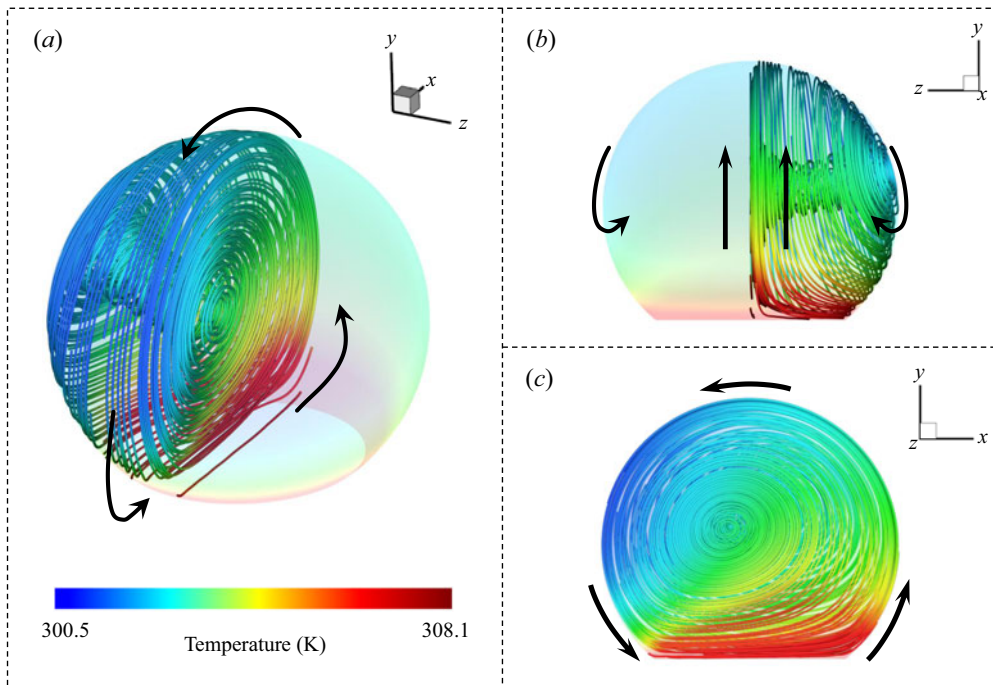 (a)
y
x
z
300.5 308.1
Temperature (K)
(b)
y
z x
(c)
y
z x